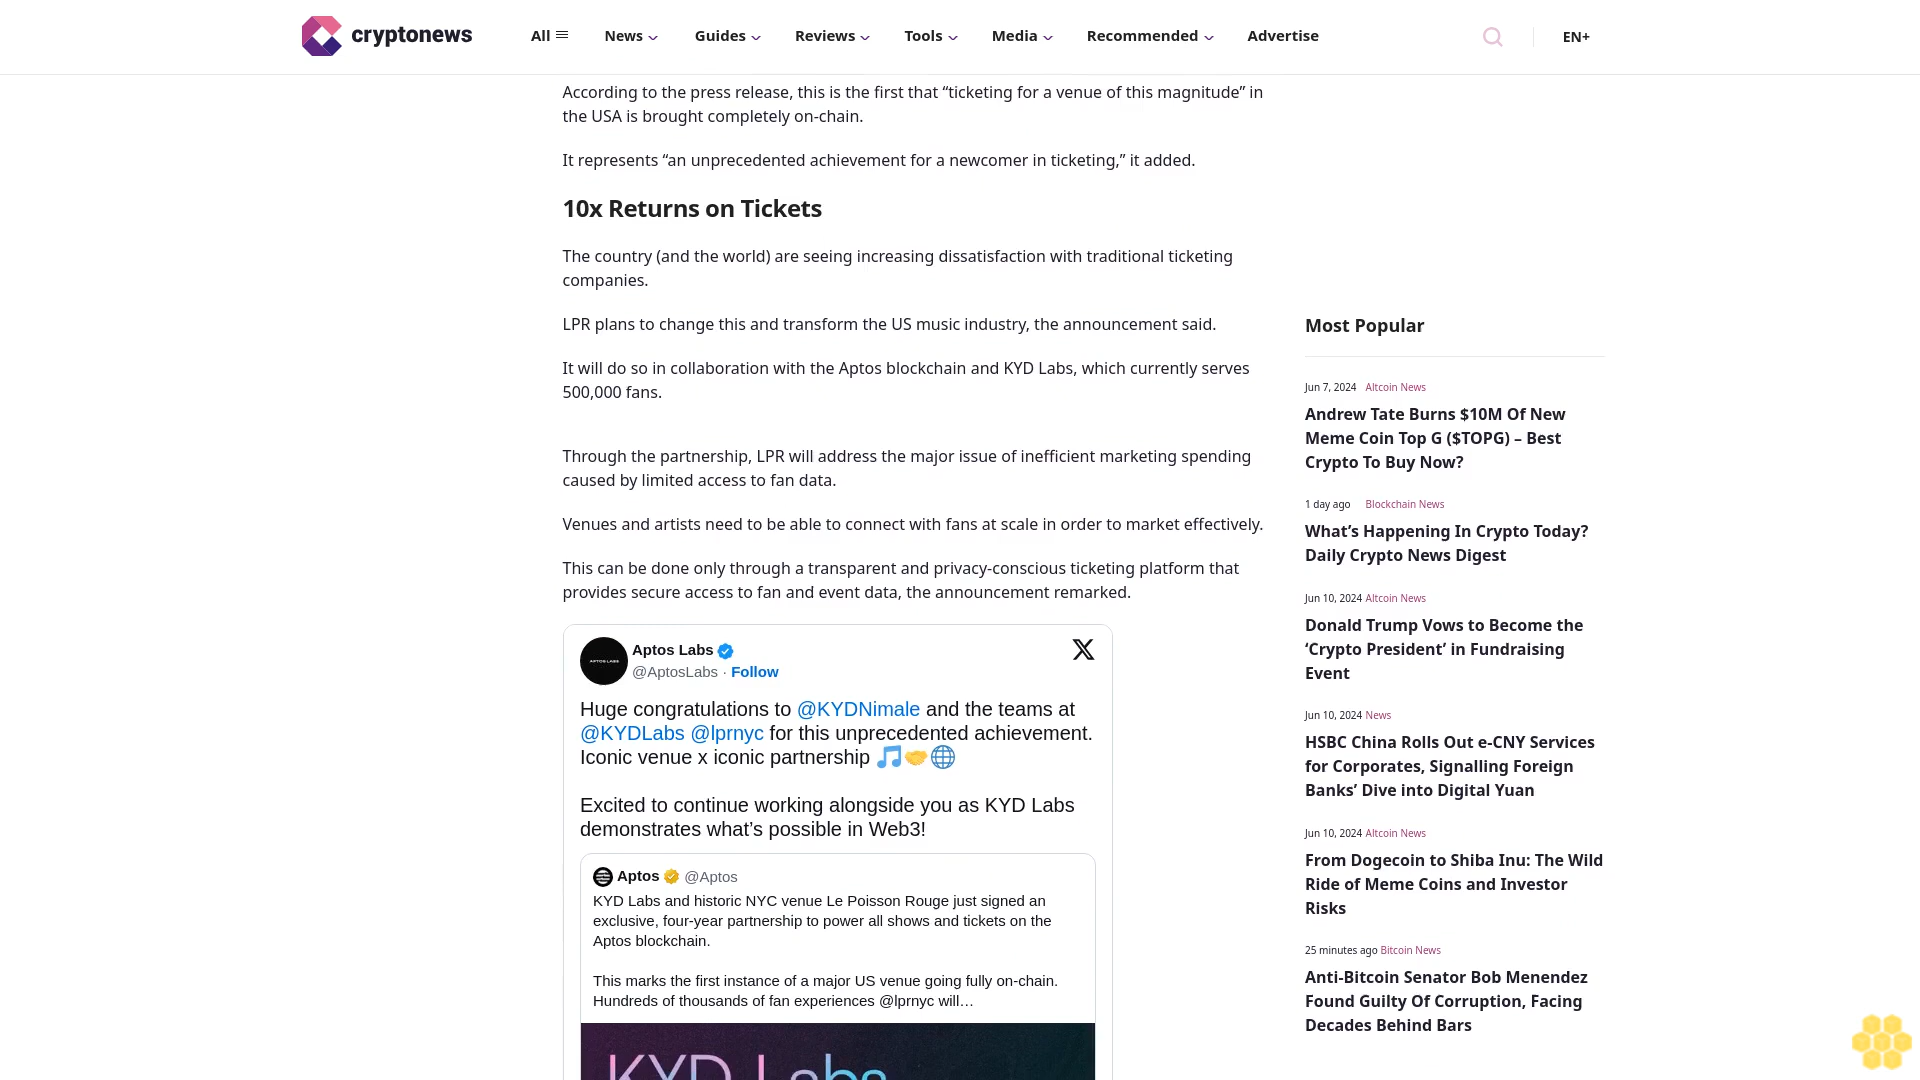 cryptonews
All
News
Guides
Reviews
Tools
Media
Recommended
Advertise
EN+
According to the press release, this is the first that “ticketing for a venue of this magnitude” in
the USA is brought completely on-chain.
It represents “an unprecedented achievement for a newcomer in ticketing,” it added.
10x Returns on Tickets
The country (and the world) are seeing increasing dissatisfaction with traditional ticketing
companies.
LPR plans to change this and transform the US music industry, the announcement said.
It will do so in collaboration with the Aptos blockchain and KYD Labs, which currently serves
500,000 fans.
Through the partnership, LPR will address the major issue of inefficient marketing spending
caused by limited access to fan data.
Venues and artists need to be able to connect with fans at scale in order to market effectively.
This can be done only through a transparent and privacy-conscious ticketing platform that
provides secure access to fan and event data, the announcement remarked.
APTOS LABS
Aptos Labs
@AptosLabs · Follow
Huge congratulations to @KYDNimale and the teams at
@KYDLabs @lprnyc for this unprecedented achievement.
Iconic venue x iconic partnership 🎵🤝🌐
Excited to continue working alongside you as KYD Labs
demonstrates what’s possible in Web3!
Aptos @Aptos
KYD Labs and historic NYC venue Le Poisson Rouge just signed an
exclusive, four-year partnership to power all shows and tickets on the
Aptos blockchain.
This marks the first instance of a major US venue going fully on-chain.
Hundreds of thousands of fan experiences @lprnyc will…
KYD Labs
Most Popular
Jun 7, 2024 Altcoin News
Andrew Tate Burns $10M Of New
Meme Coin Top G ($TOPG) – Best
Crypto To Buy Now?
1 day ago Blockchain News
What’s Happening In Crypto Today?
Daily Crypto News Digest
Jun 10, 2024 Altcoin News
Donald Trump Vows to Become the
‘Crypto President’ in Fundraising
Event
Jun 10, 2024 News
HSBC China Rolls Out e-CNY Services
for Corporates, Signalling Foreign
Banks’ Dive into Digital Yuan
Jun 10, 2024 Altcoin News
From Dogecoin to Shiba Inu: The Wild
Ride of Meme Coins and Investor
Risks
25 minutes ago Bitcoin News
Anti-Bitcoin Senator Bob Menendez
Found Guilty Of Corruption, Facing
Decades Behind Bars